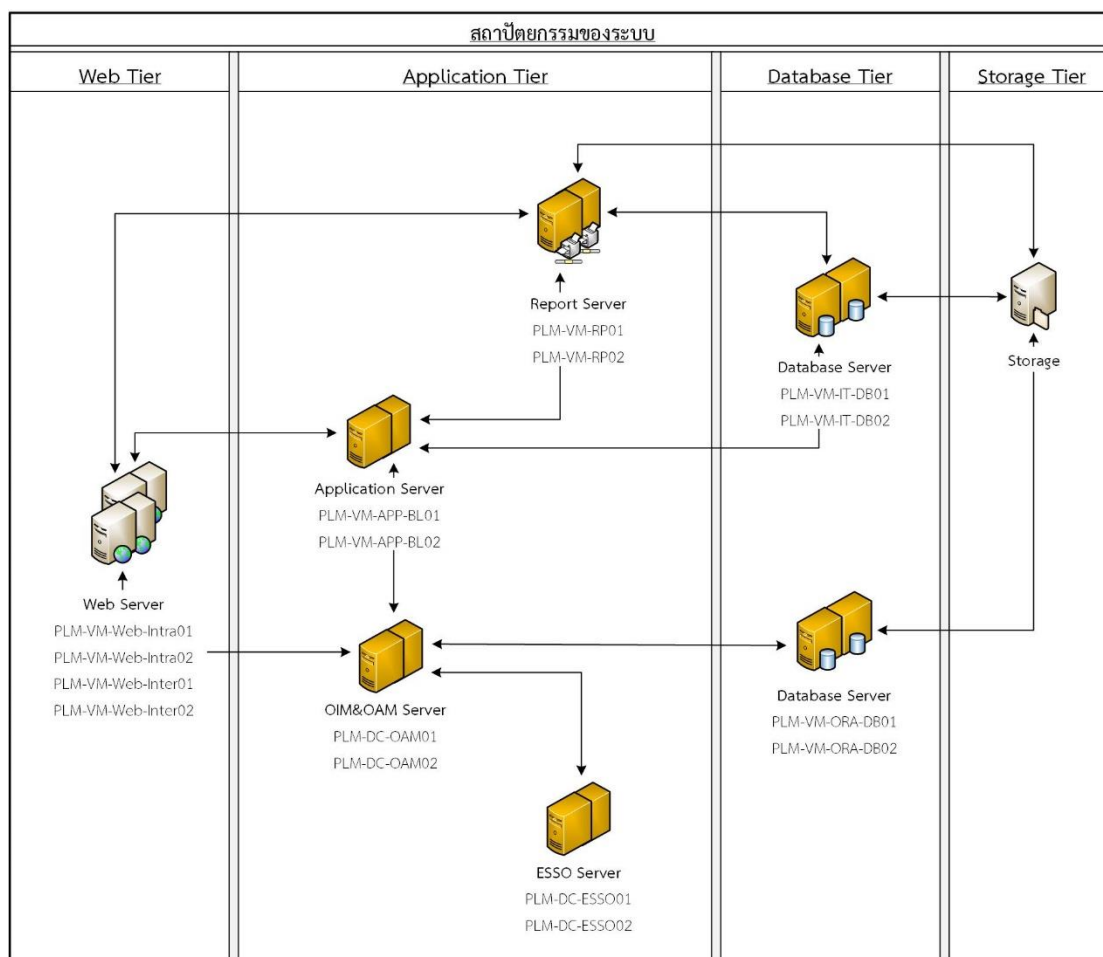 สถาปัตยกรรมของระบบ
Web Tier
Application Tier
Database Tier
Storage Tier
Report Server
PLM-VM-RP01
PLM-VM-RP02
Database Server
PLM-VM-IT-DB01
PLM-VM-IT-DB02
Storage
Application Server
PLM-VM-APP-BL01
PLM-VM-APP-BL02
Web Server
PLM-VM-Web-Intra01
PLM-VM-Web-Intra02
PLM-VM-Web-Inter01
PLM-VM-Web-Inter02
OIM&OAM Server
PLM-DC-OAM01
PLM-DC-OAM02
Database Server
PLM-VM-ORA-DB01
PLM-VM-ORA-DB02
ESSO Server
PLM-DC-ESSO01
PLM-DC-ESSO02